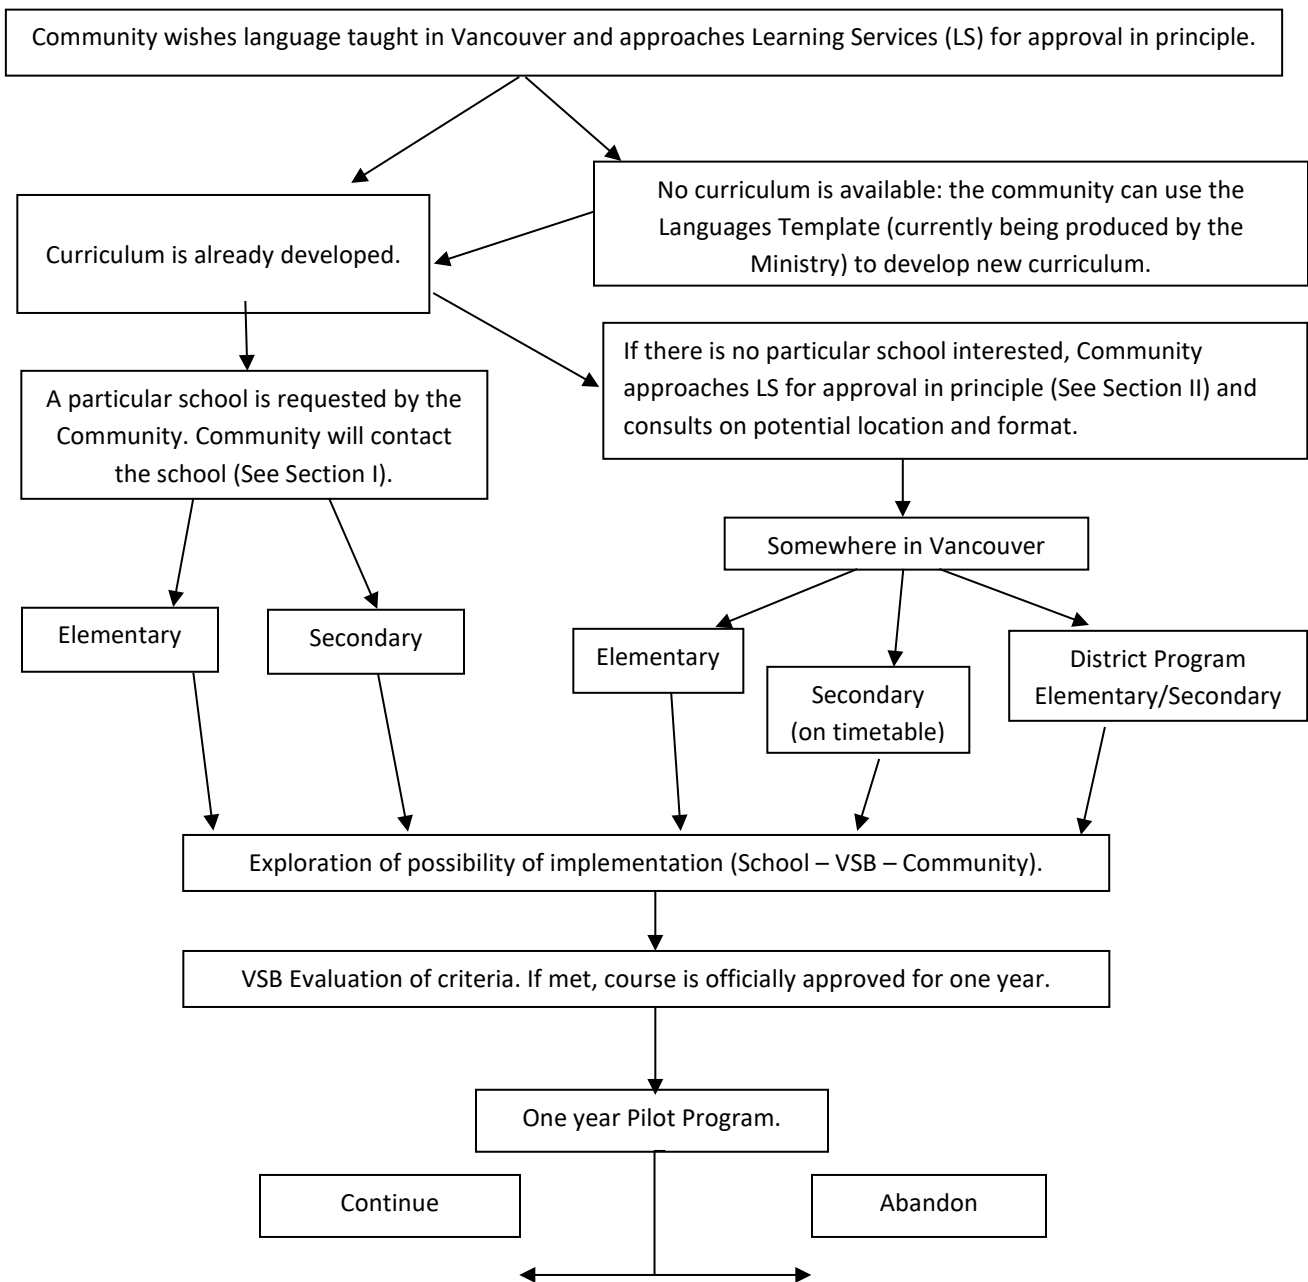 Community wishes language taught in Vancouver and approaches Learning Services (LS) for approval in principle.
No curriculum is available: the community can use the
Languages Template (currently being produced by the
Ministry) to develop new curriculum.
Curriculum is already developed.
If there is no particular school interested, Community
approaches LS for approval in principle (See Section II) and
consults on potential location and format.
A particular school is requested by the
Community. Community will contact
the school (See Section I).
Somewhere in Vancouver
Elementary
Secondary
Elementary
Secondary
(on timetable)
District Program
Elementary/Secondary
Exploration of possibility of implementation (School – VSB – Community).
VSB Evaluation of criteria. If met, course is officially approved for one year.
One year Pilot Program.
Continue
Abandon